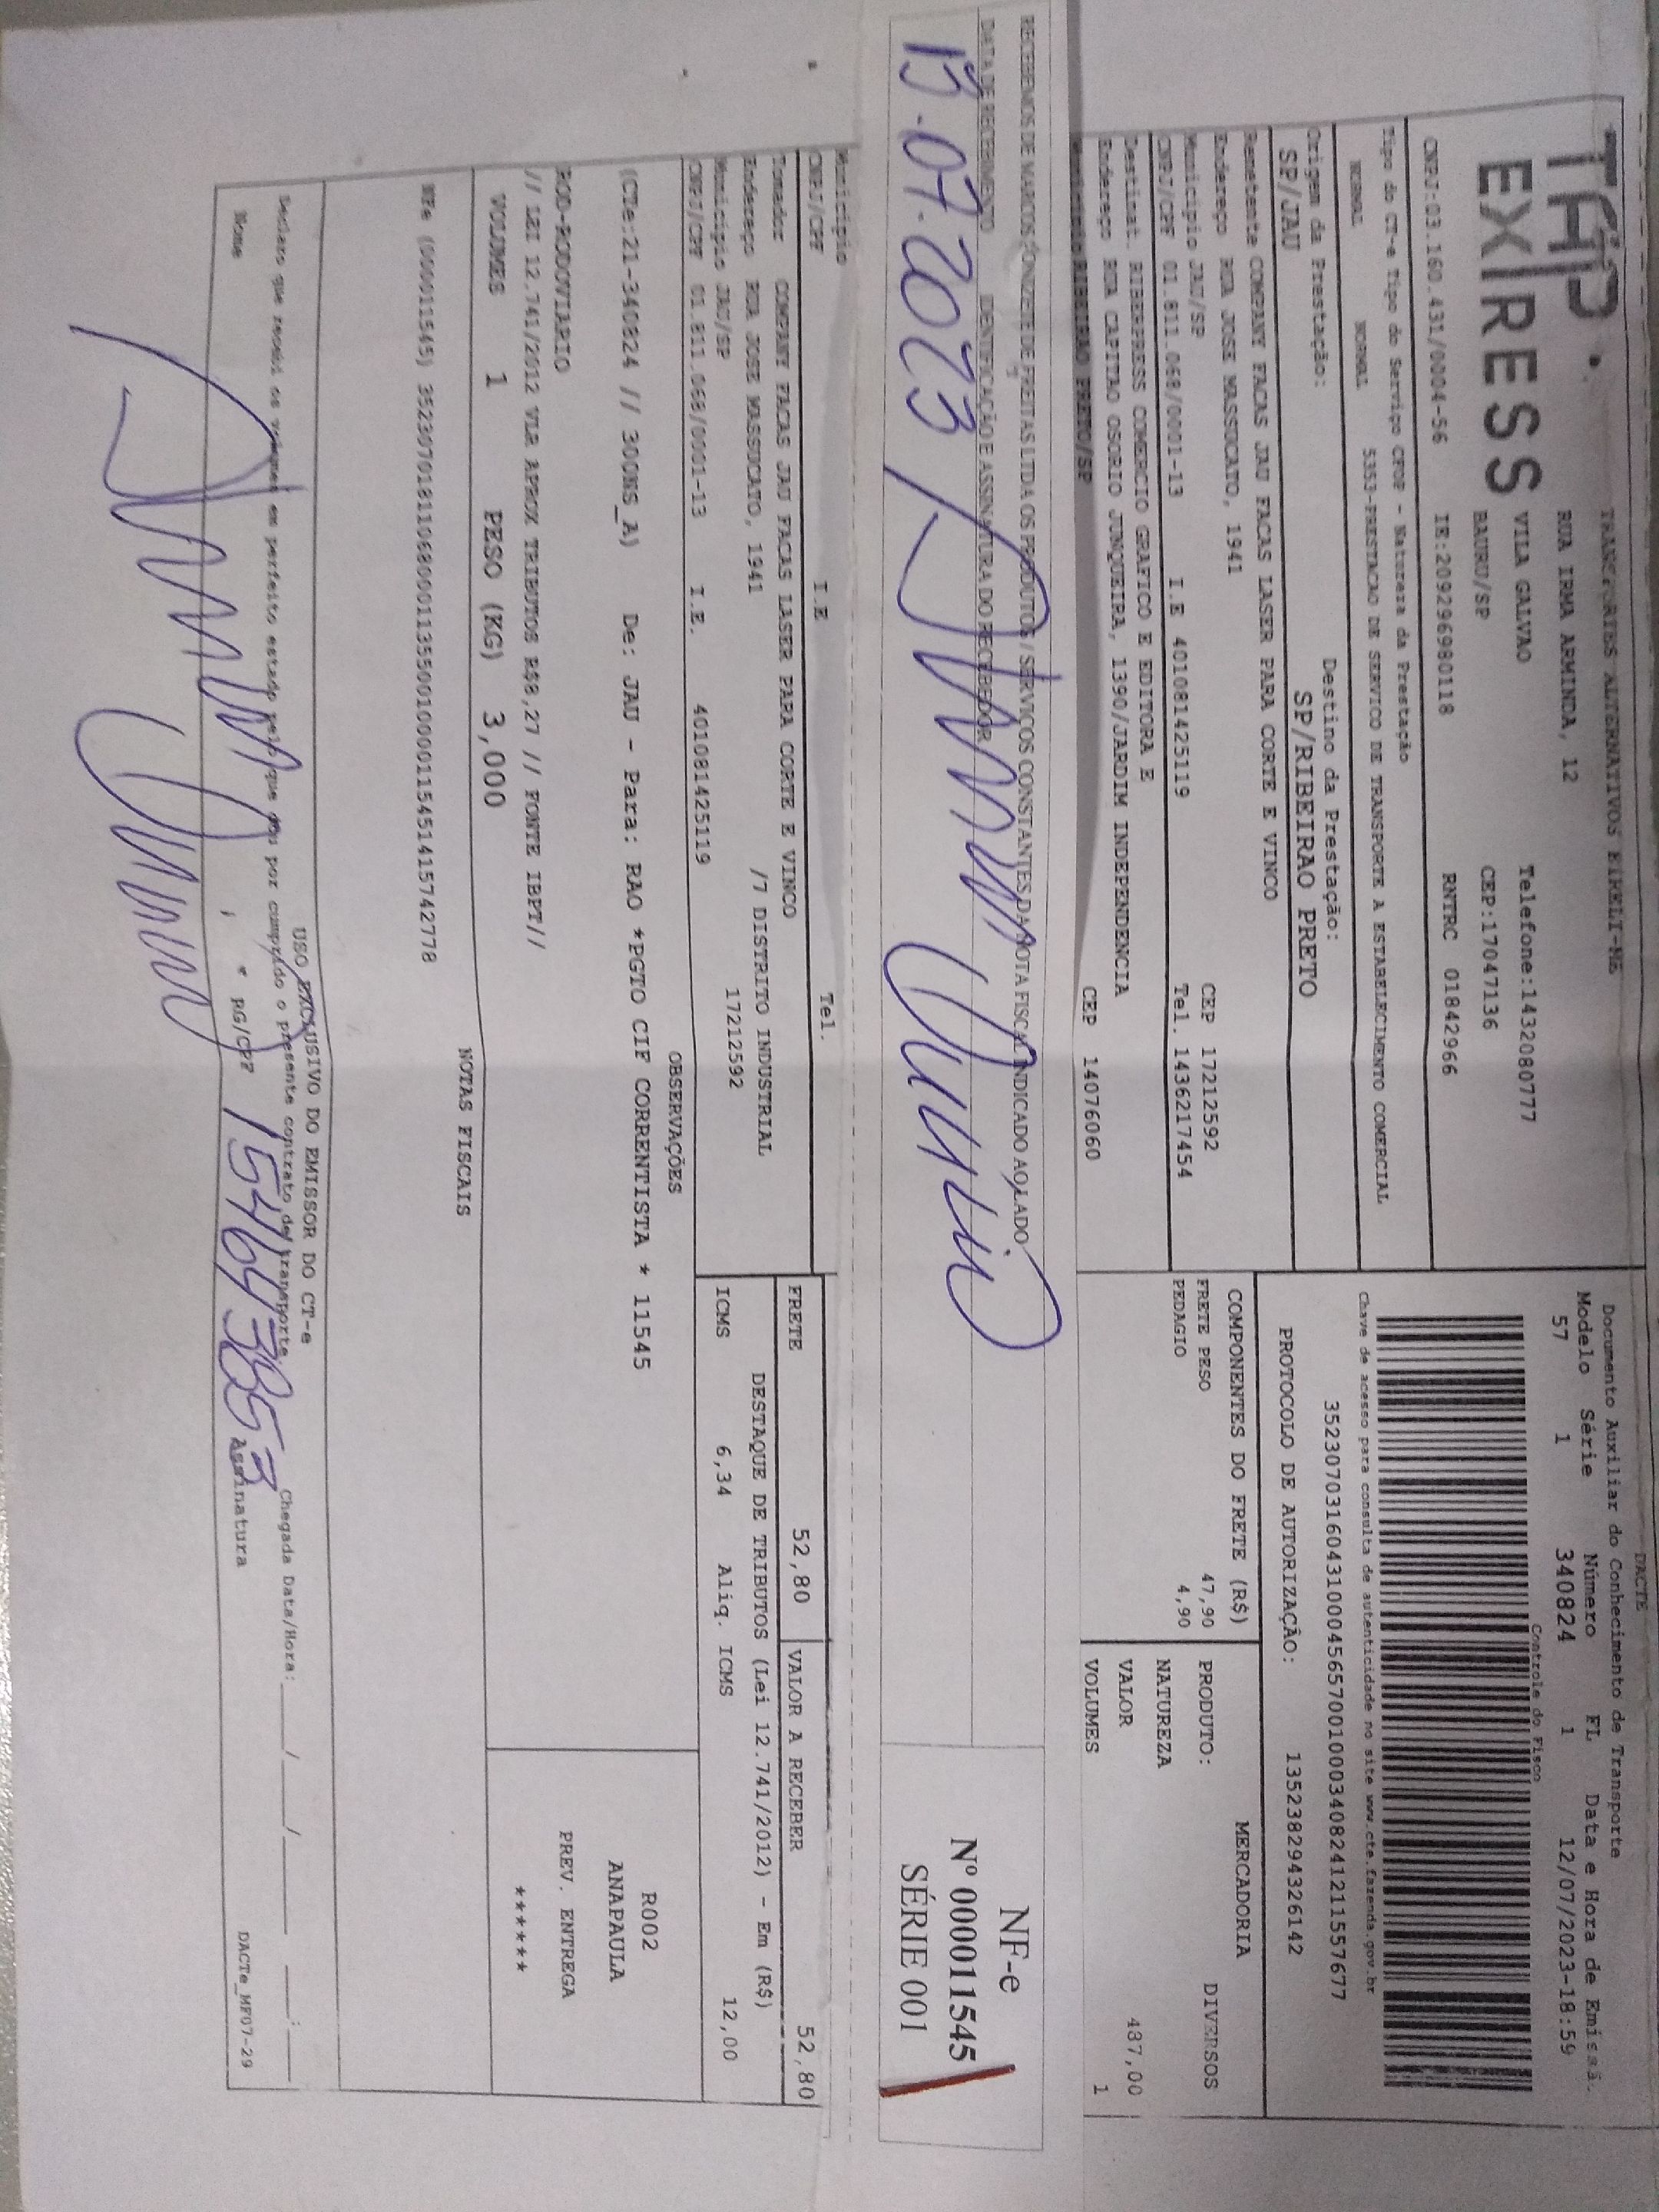 DACTE
TRANSPORTES ALTERNATIVOS EIRELI-ME
TAP
EXPRESS
RUA IRMA ARMINDA, 12
VILA GALVAO
Telefone:1432080777
BAURU/SP
CEP:17047136
CNPJ:03.160.431/0004-56 IE:209296980118 RNTRC 01842966
Documento Auxiliar do Conhecimento de Transporte
Modelo Série Número FL Data e Hora de Emissã.
57 1 340824 1 12/07/2023-18:59
Controle do Fisco
Chave de acesso para consulta de autenticidade no site www.cte.fazenda.gov.br
35230703160431000456570010003408241211557677
PROTOCOLO DE AUTORIZAÇÃO: 135238294326142
Tipo do CT-e Tipo do Serviço CFOP - Natureza da Prestação
NORMAL NORMAL 5353-PRESTACAO DE SERVICO DE TRANSPORTE A ESTABELECIMENTO COMERCIAL
Origem da Prestação: Destino da Prestação:
SP/JAU SP/RIBEIRAO PRETO
Remetente COMPANY FACAS JAU FACAS LASER PARA CORTE E VINCO
Endereço RUA JOSE MASSUCATO, 1941 CEP 17212592
Municipio JAU/SP Tel. 1436217454
CNPJ/CPF 01.811.068/0001-13 I.E 401081425119
Destinat. RIBERPRESS COMERCIO GRAFICO E EDITORA E
Endereço RUA CAPITAO OSORIO JUNQUEIRA, 1390/JARDIM INDEPENDENCIA
Municipio RIBEIRAO PRETO/SP CEP 14076060
COMPONENTES DO FRETE (R$)
FRETE PESO 47,90
PEDAGIO 4,90
MERCADORIA
PRODUTO: DIVERSOS
NATUREZA
VALOR 487,00
VOLUMES 1
RECEBEMOS DE MARCOS DONIZETE DE FREITAS LTDA OS PRODUTOS / SERVIÇOS CONSTANTES DA NOTA FISCAL INDICADO AO LADO
DATA DE RECEBIMENTO IDENTIFICAÇÃO E ASSINATURA DO RECEBEDOR
13.07.2023
NF-e
Nº 000011545
SÉRIE 001
Municipio
CNPJ/CPF I.E Tel.
Tomador COMPANY FACAS JAU FACAS LASER PARA CORTE E VINCO
Endereço RUA JOSE MASSUCATO, 1941 /7 DISTRITO INDUSTRIAL
Municipio JAU/SP 17212592
CNPJ/CPF 01.811.068/0001-13 I.E. 401081425119
FRETE 52,80 VALOR A RECEBER 52,80
DESTAQUE DE TRIBUTOS (Lei 12.741/2012) - Em (R$)
ICMS 6,34 Aliq. ICMS 12,00
OBSERVAÇÕES
(CTe:21-340824 // 300NS_A) De: JAU - Para: RAO *PGTO CIF CORRENTISTA * 11545
ROD-RODOVIARIO
// LEI 12.741/2012 VLR APROX TRIBUTOS R$8,27 // FONTE IBPT//
VOLUMES 1 PESO (KG) 3,000
R002
ANAPAULA
PREV. ENTREGA
******
NOTAS FISCAIS
NFe (000011545) 35230701811068000113550010000115451415742778
USO EXCLUSIVO DO EMISSOR DO CT-e
Declaro que recebi os volumes em perfeito estado pelo que dou por cumprido o presente contrato de transporte Chegada Data/Hora:____/____/______ ____:____
Nome RG/CPF Assinatura
DACTe_MF07-29